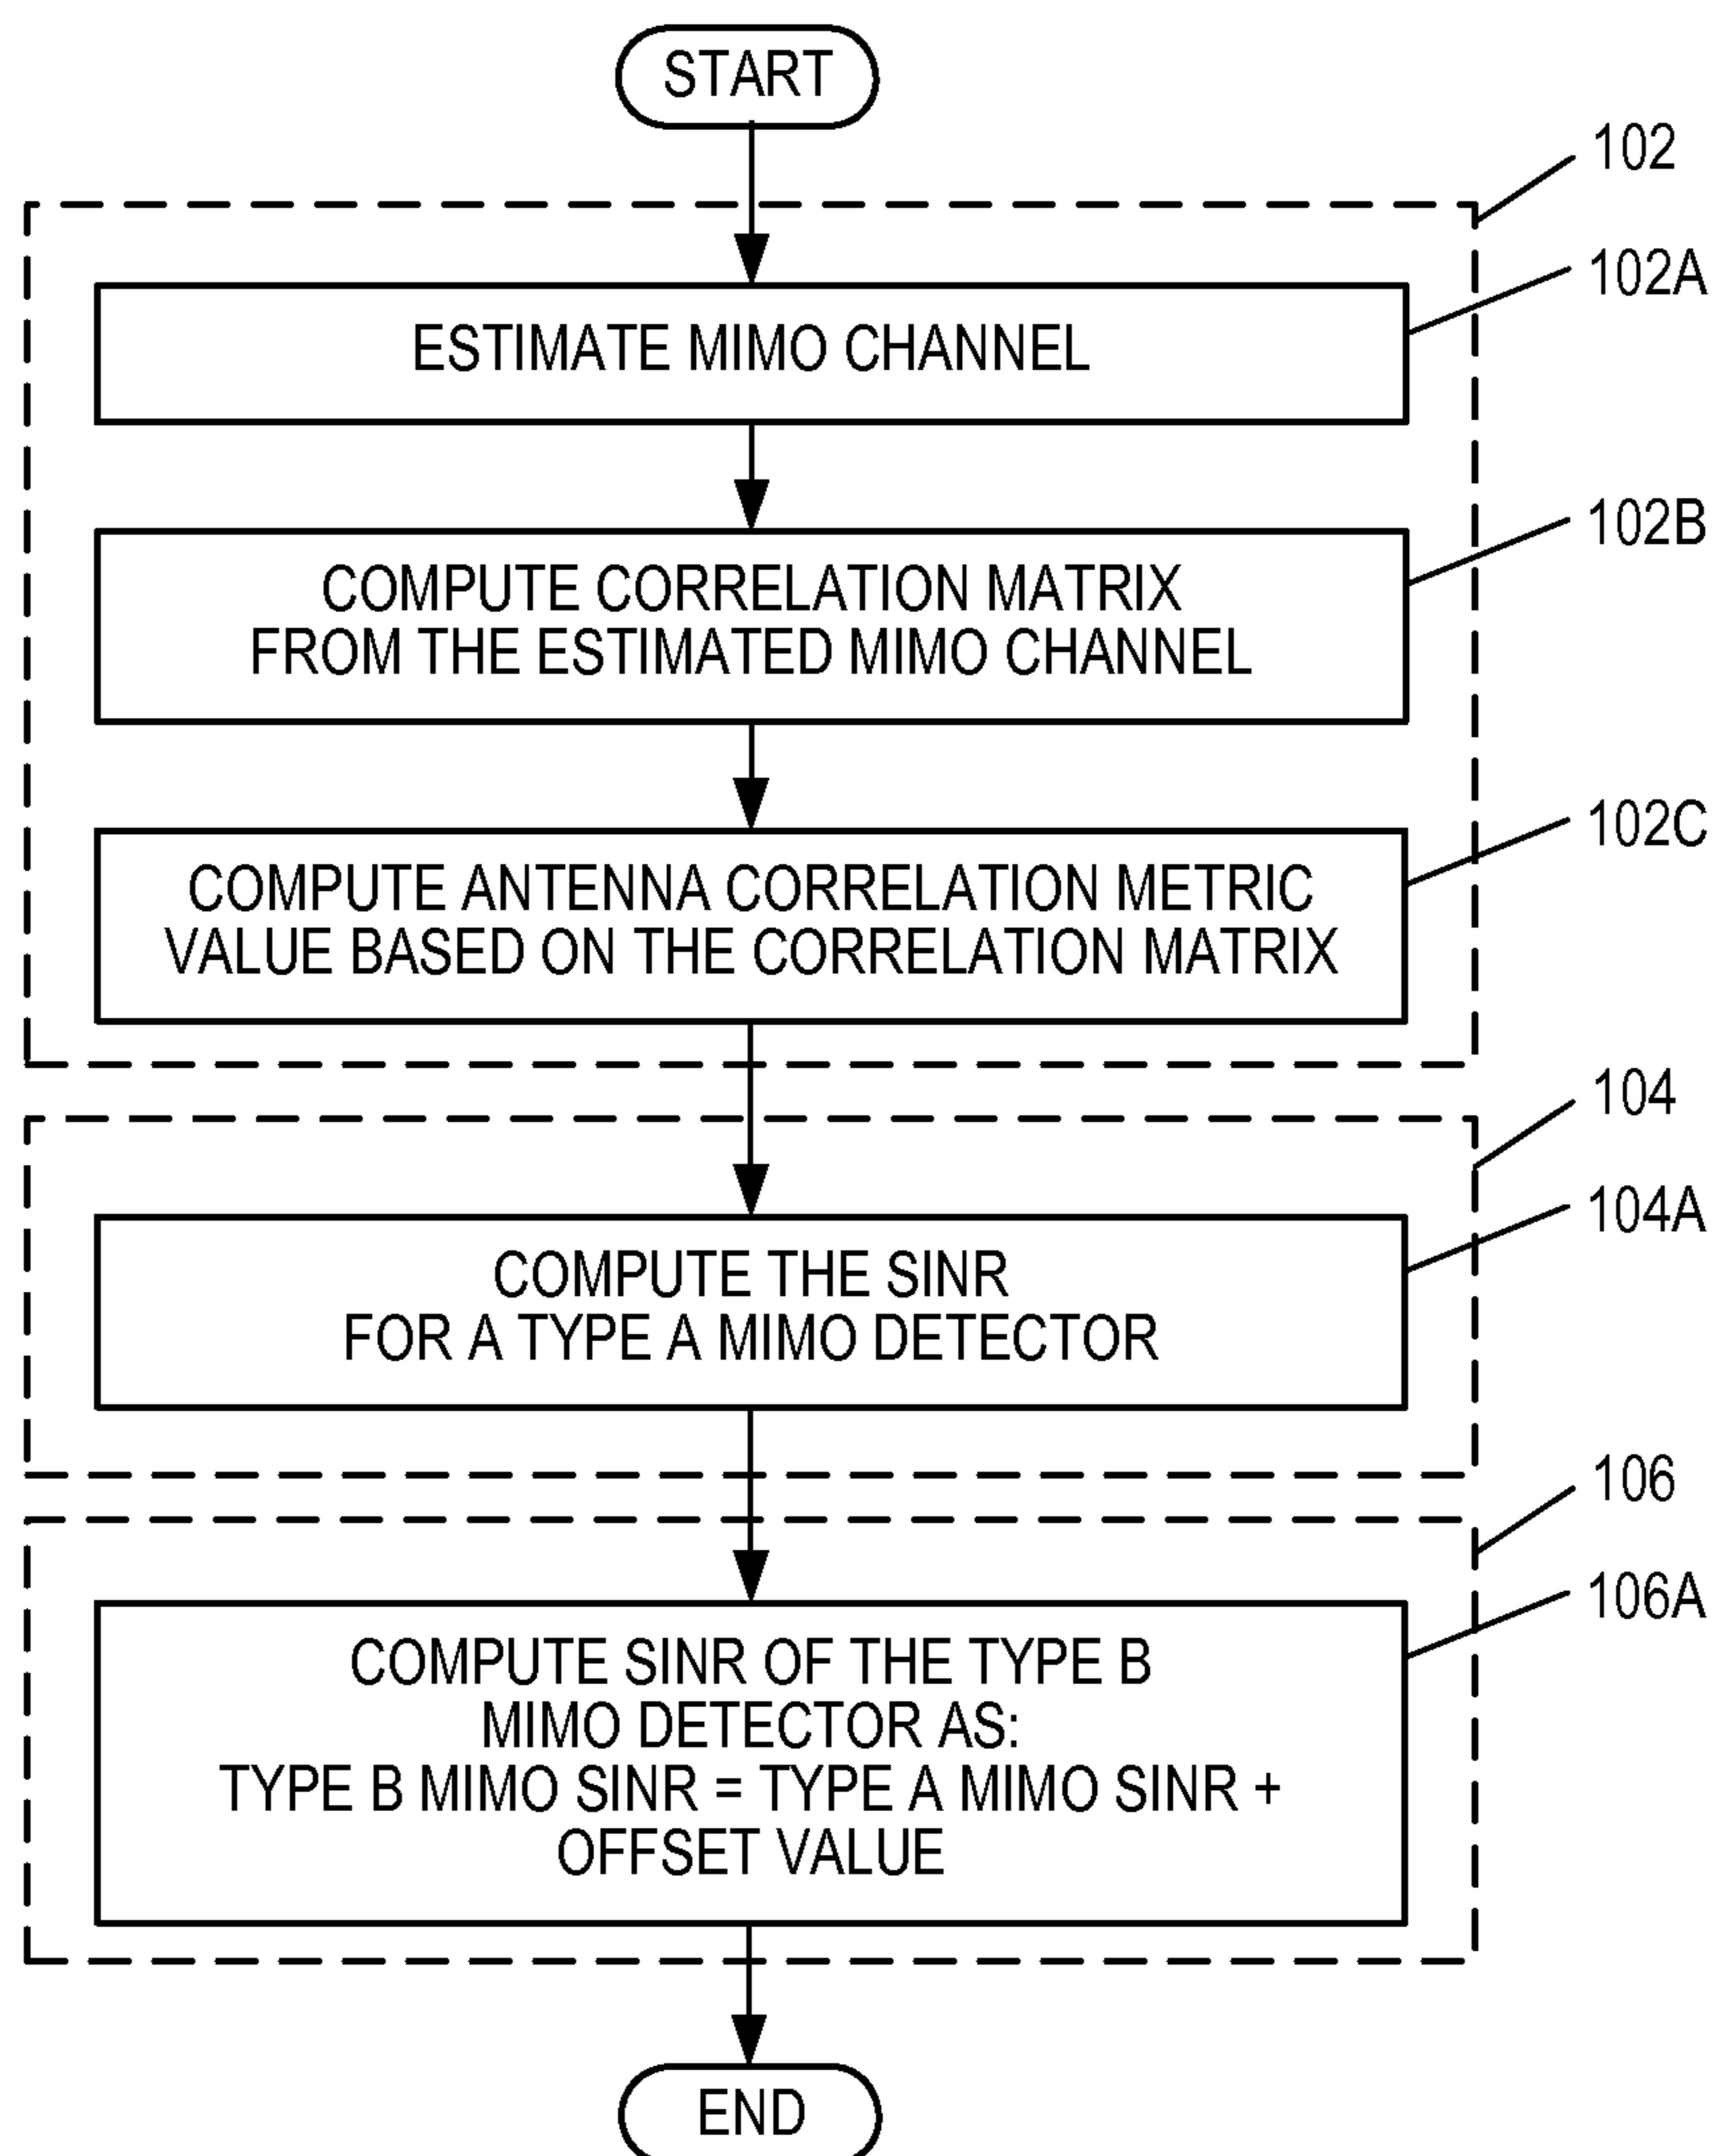 START
102
102A
ESTIMATE MIMO CHANNEL
102B
COMPUTE CORRELATION MATRIX
FROM THE ESTIMATED MIMO CHANNEL
102C
COMPUTE ANTENNA CORRELATION METRIC
VALUE BASED ON THE CORRELATION MATRIX
104
104A
COMPUTE THE SINR
FOR A TYPE A MIMO DETECTOR
106
106A
COMPUTE SINR OF THE TYPE B
MIMO DETECTOR AS:
TYPE B MIMO SINR = TYPE A MIMO SINR +
OFFSET VALUE
END